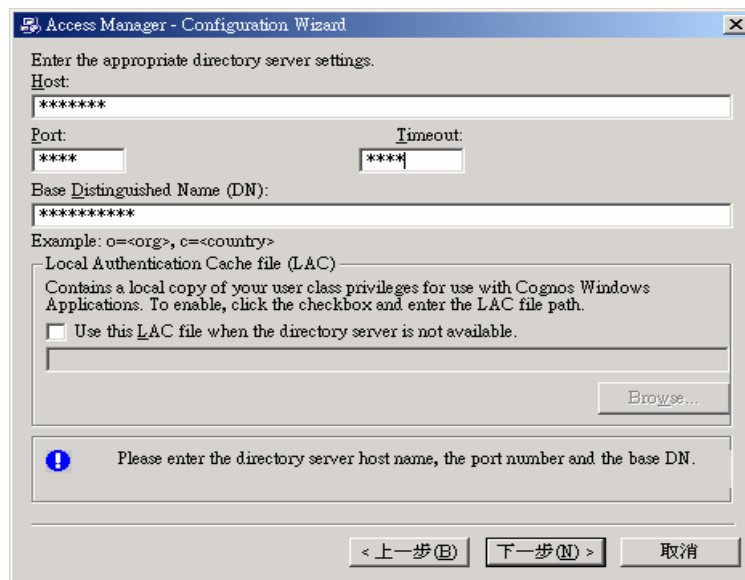 Access Manager - Configuration Wizard
Enter the appropriate directory server settings.
Host:
*******
Port: Timeout:
**** ****
Base Distinguished Name (DN):
**********
Example: o=<org>, c=<country>
Local Authentication Cache file (LAC)
Contains a local copy of your user class privileges for use with Cognos Windows
Applications. To enable, click the checkbox and enter the LAC file path.
Use this LAC file when the directory server is not available.
Browse...
Please enter the directory server host name, the port number and the base DN.
< 上一步(B) 下一步(N) > 取消